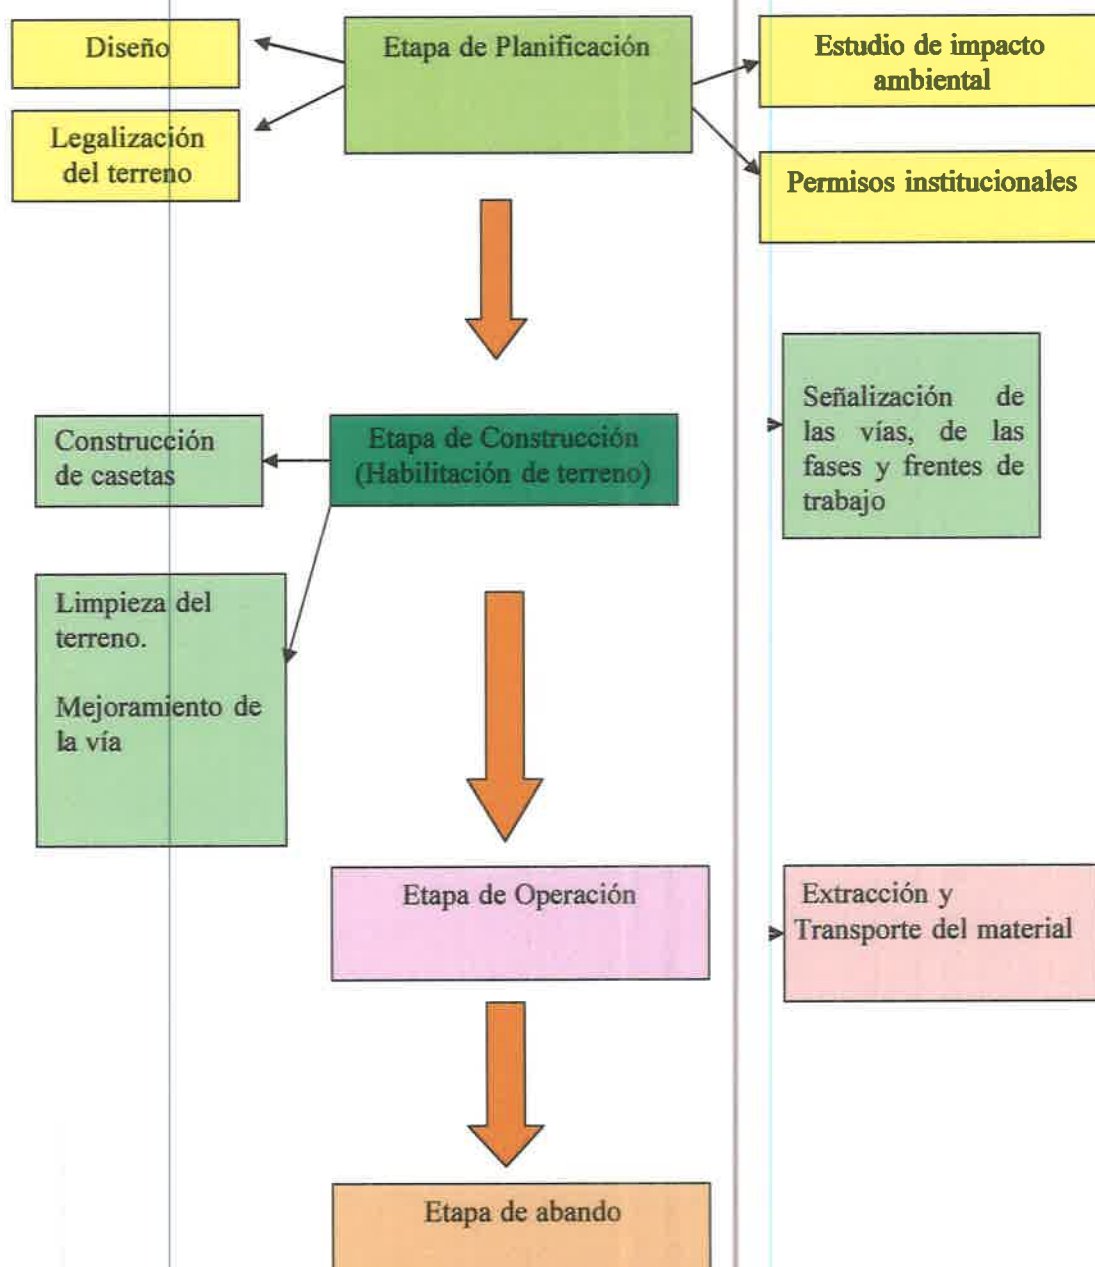 Diseño
Etapa de Planificación
Estudio de impacto
ambiental
Legalización
del terreno
Permisos institucionales
Construcción
de casetas
Etapa de Construcción
(Habilitación de terreno)
Señalización de
las vías, de las
fases y frentes de
trabajo
Limpieza del
terreno.
Mejoramiento de
la vía
Etapa de Operación
Extracción y
Transporte del material
Etapa de abando